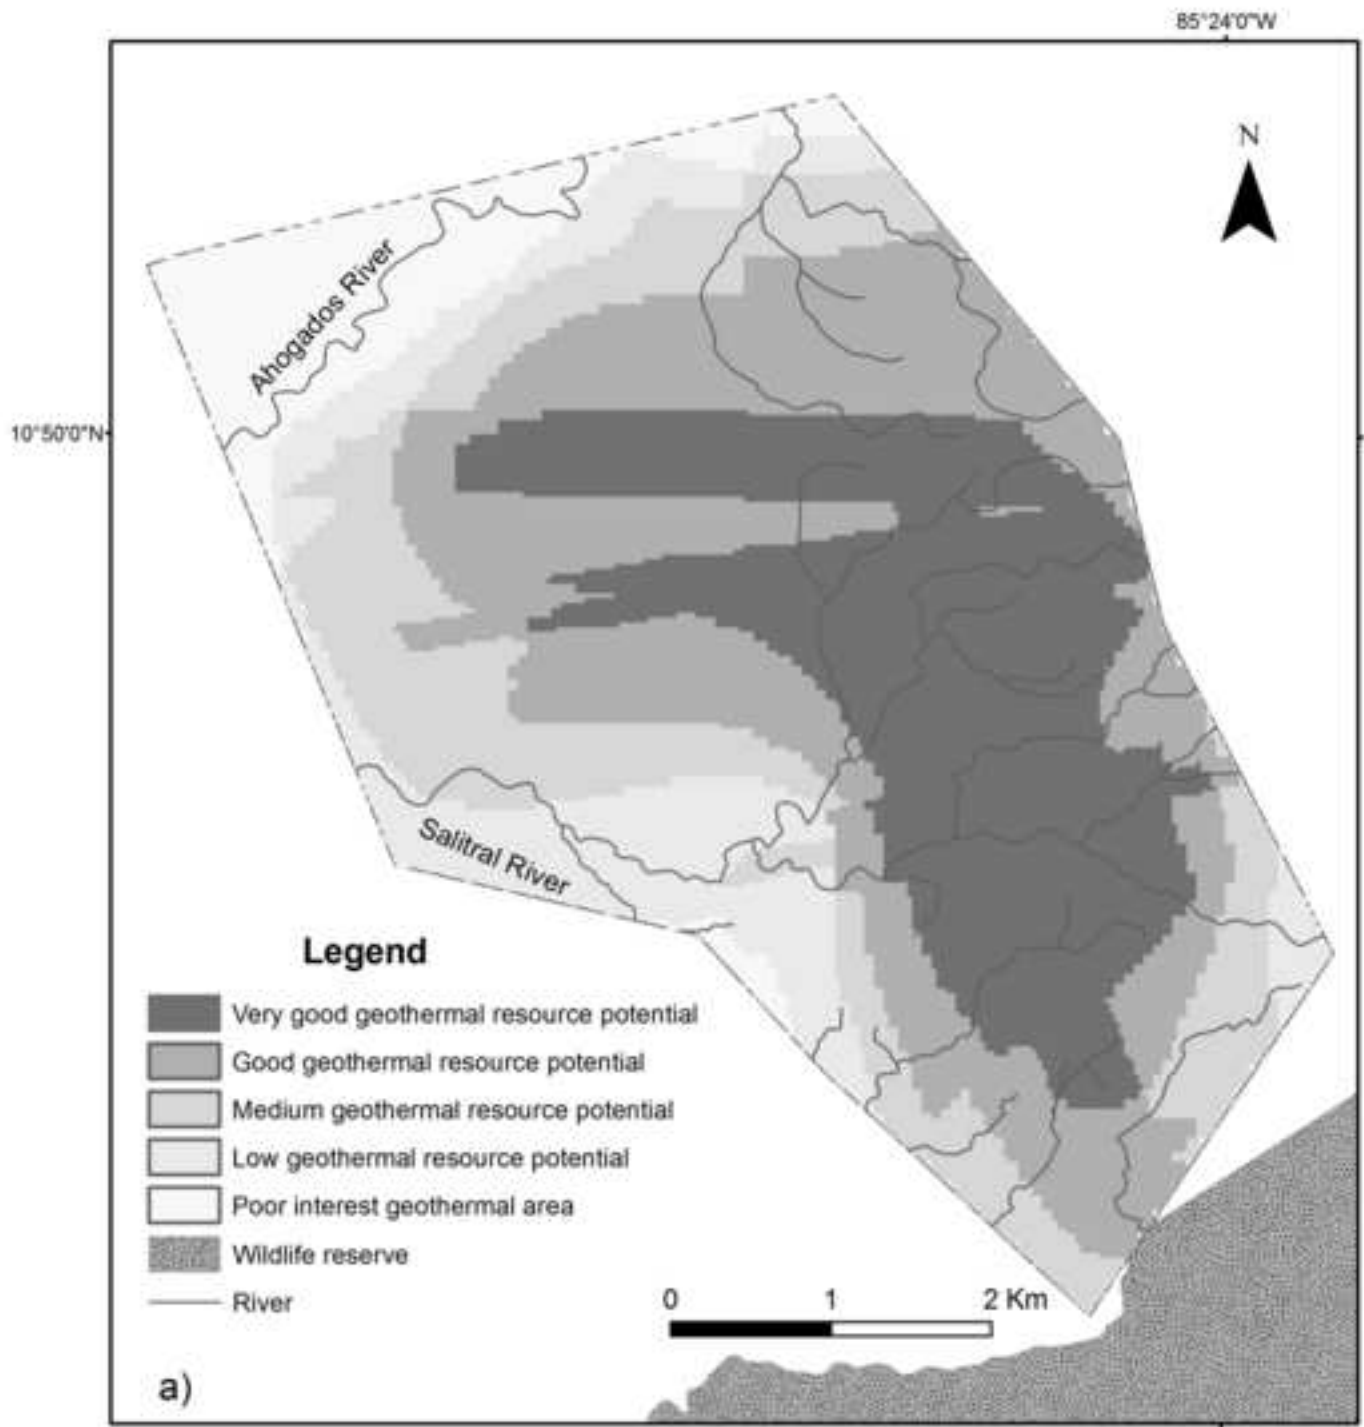 85°24'0"W
N
Ahogados River
10°50'0"N
Salitral River
Legend
Very good geothermal resource potential
Good geothermal resource potential
Medium geothermal resource potential
Low geothermal resource potential
Poor interest geothermal area
Wildlife reserve
River
0 1 2 Km
a)